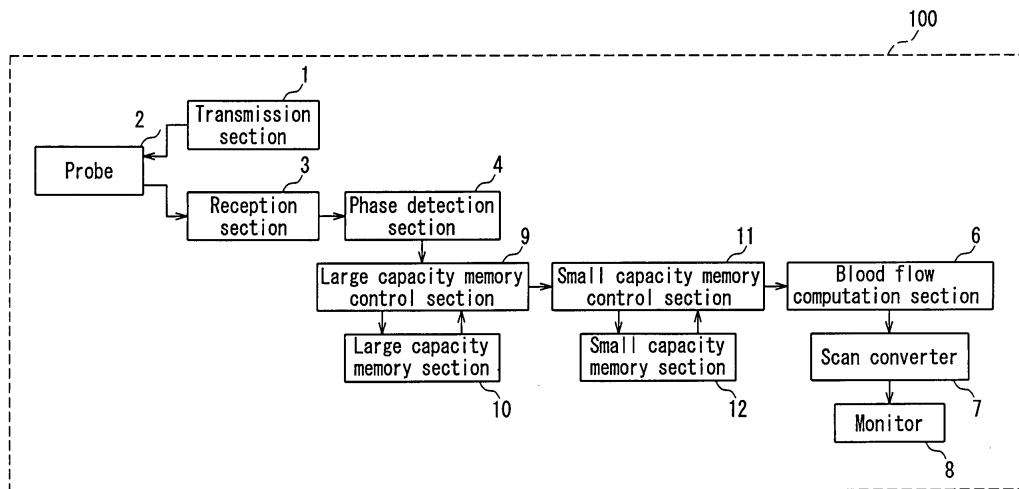 100
1
Transmission
section
2
Probe
3
Reception
section
4
Phase detection
section
9
Large capacity memory
control section
11
Small capacity memory
control section
6
Blood flow
computation section
Large capacity
memory section
10
Small capacity
memory section
12
Scan converter
7
Monitor
8